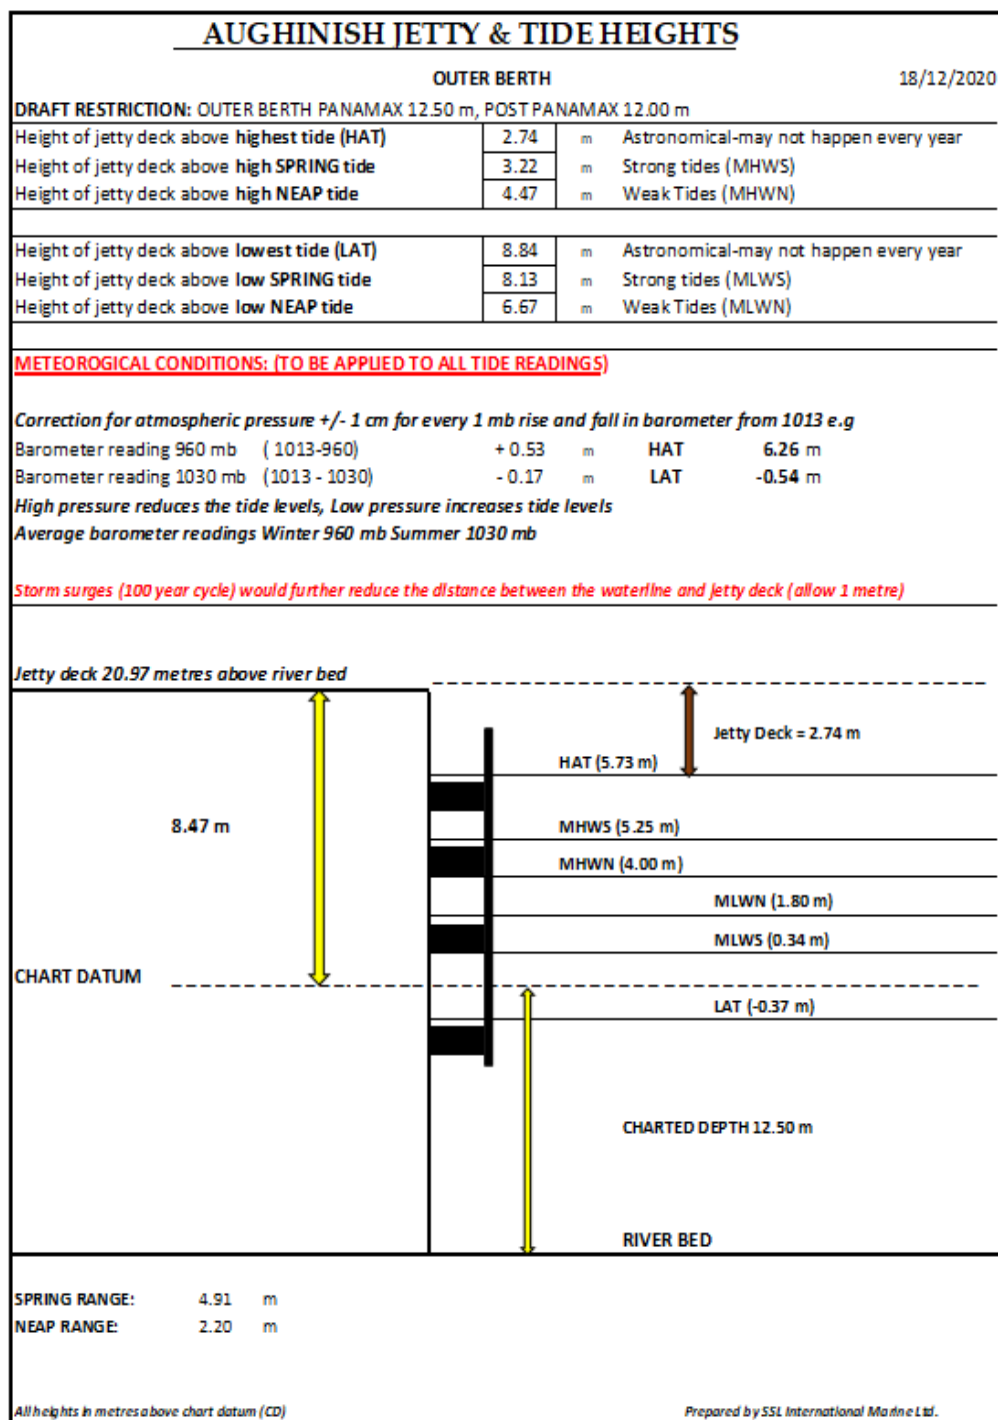 AUGHINISH JETTY & TIDE HEIGHTS
OUTER BERTH 18/12/2020
DRAFT RESTRICTION: OUTER BERTH PANAMAX 12.50 m, POST PANAMAX 12.00 m
Height of jetty deck above highest tide (HAT) 2.74 m Astronomical-may not happen every year
Height of jetty deck above high SPRING tide 3.22 m Strong tides (MHWS)
Height of jetty deck above high NEAP tide 4.47 m Weak Tides (MHWN)
Height of jetty deck above lowest tide (LAT) 8.84 m Astronomical-may not happen every year
Height of jetty deck above low SPRING tide 8.13 m Strong tides (MLWS)
Height of jetty deck above low NEAP tide 6.67 m Weak Tides (MLWN)
METEOROGICAL CONDITIONS: (TO BE APPLIED TO ALL TIDE READINGS)
Correction for atmospheric pressure +/- 1 cm for every 1 mb rise and fall in barometer from 1013 e.g
Barometer reading 960 mb ( 1013-960) + 0.53 m HAT 6.26 m
Barometer reading 1030 mb (1013 - 1030) - 0.17 m LAT -0.54 m
High pressure reduces the tide levels, Low pressure increases tide levels
Average barometer readings Winter 960 mb Summer 1030 mb
Storm surges (100 year cycle) would further reduce the distance between the waterline and jetty deck (allow 1 metre)
Jetty deck 20.97 metres above river bed
Jetty Deck = 2.74 m
HAT (5.73 m)
8.47 m
MHWS (5.25 m)
MHWN (4.00 m)
MLWN (1.80 m)
MLWS (0.34 m)
CHART DATUM
LAT (-0.37 m)
CHARTED DEPTH 12.50 m
RIVER BED
SPRING RANGE: 4.91 m
NEAP RANGE: 2.20 m
All heights in metres above chart datum (CD) Prepared by SSL International Marine Ltd.